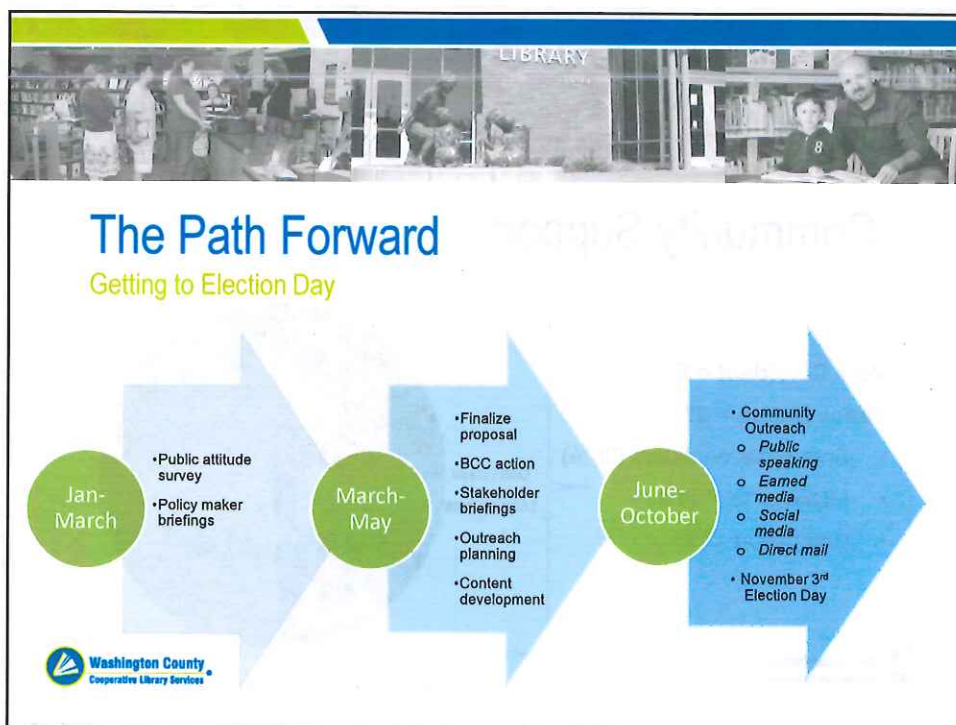 LIBRARY
8
The Path Forward
Getting to Election Day
Jan-
March
•Public attitude
survey
•Policy maker
briefings
March-
May
•Finalize
proposal
•BCC action
•Stakeholder
briefings
•Outreach
planning
•Content
development
June-
October
• Community
Outreach
o Public
speaking
o Earned
media
o Social
media
o Direct mail
• November 3rd
Election Day
Washington County
Cooperative Library Services